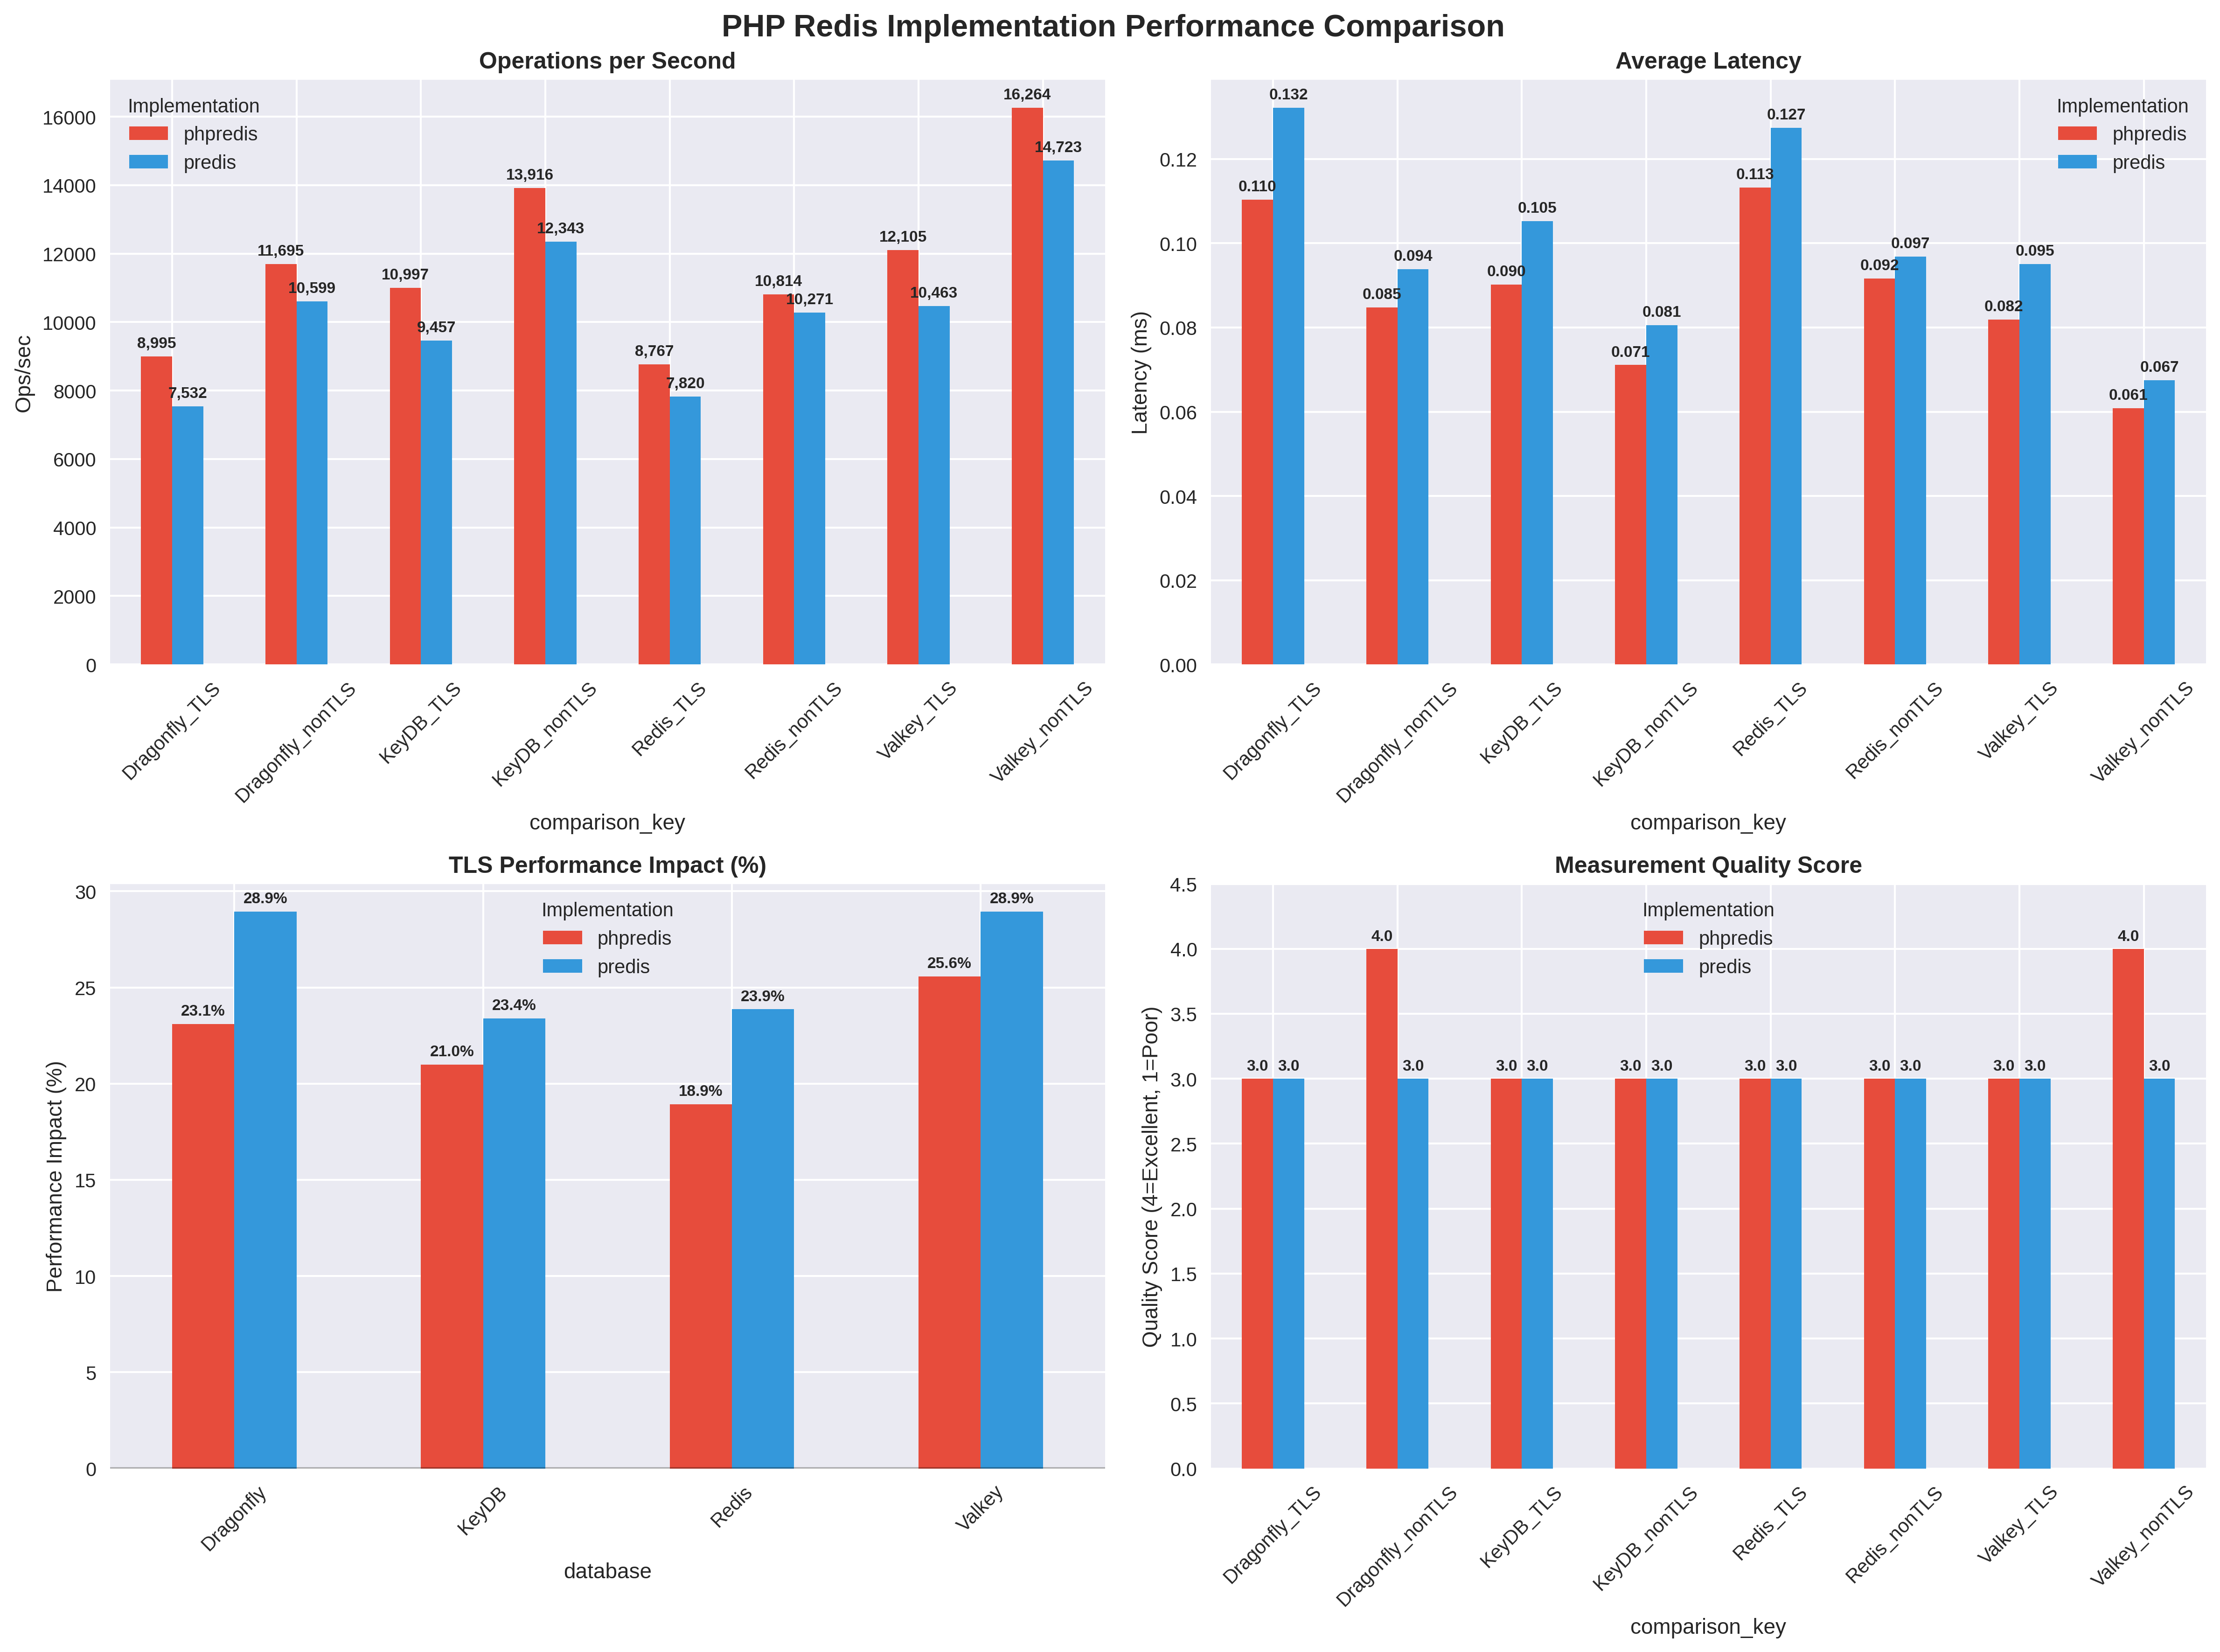 PHP Redis Implementation Performance Comparison
Operations per Second
Ops/sec
16000
14000
12000
10000
8000
6000
4000
2000
0
Implementation
phpredis
predis
8,995
7,532
11,695
10,599
10,997
9,457
13,916
12,343
8,767
7,820
10,814
10,271
12,105
10,463
16,264
14,723
Dragonfly_TLS
Dragonfly_nonTLS
KeyDB_TLS
KeyDB_nonTLS
Redis_TLS
Redis_nonTLS
Valkey_TLS
Valkey_nonTLS
comparison_key
Average Latency
Latency (ms)
0.12
0.10
0.08
0.06
0.04
0.02
0.00
Implementation
phpredis
predis
0.110
0.132
0.085
0.094
0.090
0.105
0.071
0.081
0.113
0.127
0.092
0.097
0.082
0.095
0.061
0.067
Dragonfly_TLS
Dragonfly_nonTLS
KeyDB_TLS
KeyDB_nonTLS
Redis_TLS
Redis_nonTLS
Valkey_TLS
Valkey_nonTLS
comparison_key
TLS Performance Impact (%)
Performance Impact (%)
30
25
20
15
10
5
0
Implementation
phpredis
predis
23.1%
28.9%
21.0%
23.4%
18.9%
23.9%
25.6%
28.9%
Dragonfly
KeyDB
Redis
Valkey
database
Measurement Quality Score
Quality Score (4=Excellent, 1=Poor)
4.5
4.0
3.5
3.0
2.5
2.0
1.5
1.0
0.5
0.0
Implementation
phpredis
predis
3.0
3.0
4.0
3.0
3.0
3.0
3.0
3.0
3.0
3.0
3.0
3.0
3.0
3.0
4.0
3.0
Dragonfly_TLS
Dragonfly_nonTLS
KeyDB_TLS
KeyDB_nonTLS
Redis_TLS
Redis_nonTLS
Valkey_TLS
Valkey_nonTLS
comparison_key